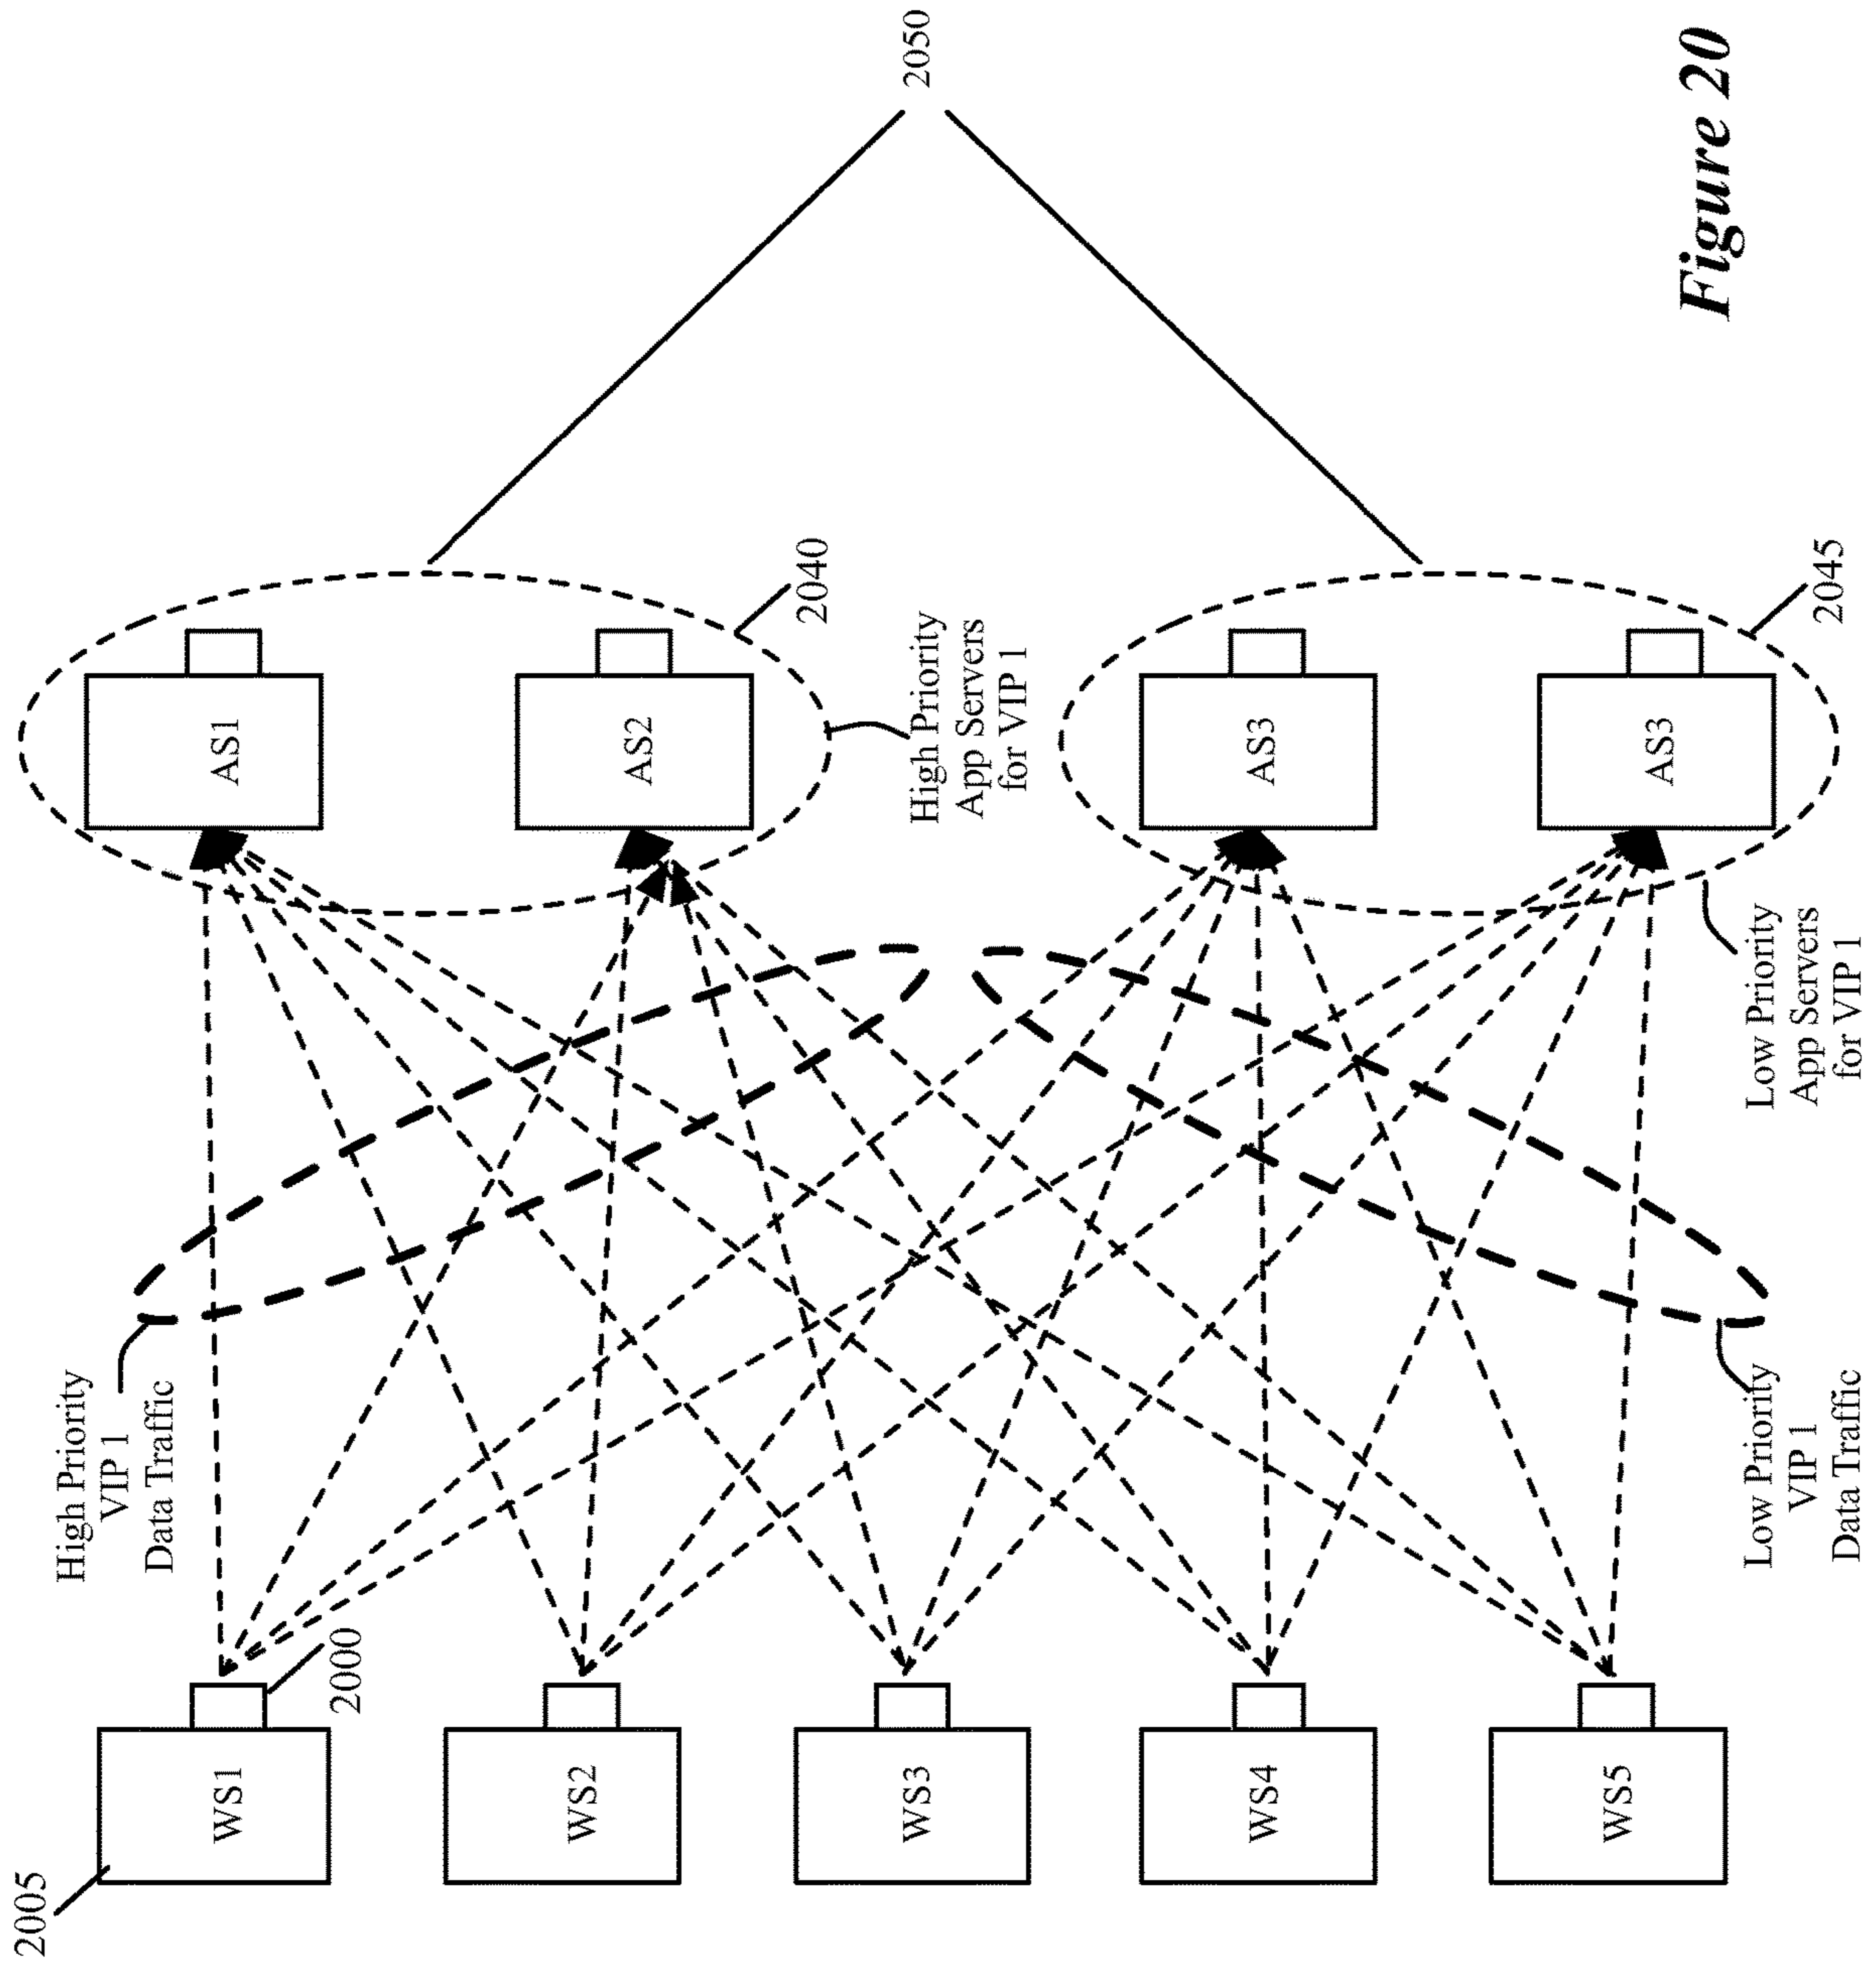 2005
WS1
2000
WS2
WS3
WS4
WS5
High Priority
VIP 1
Data Traffic
Low Priority
VIP 1
Data Traffic
AS1
AS2
2040
High Priority
App Servers
for VIP 1
AS3
AS3
2045
Low Priority
App Servers
for VIP 1
2050
Figure 20